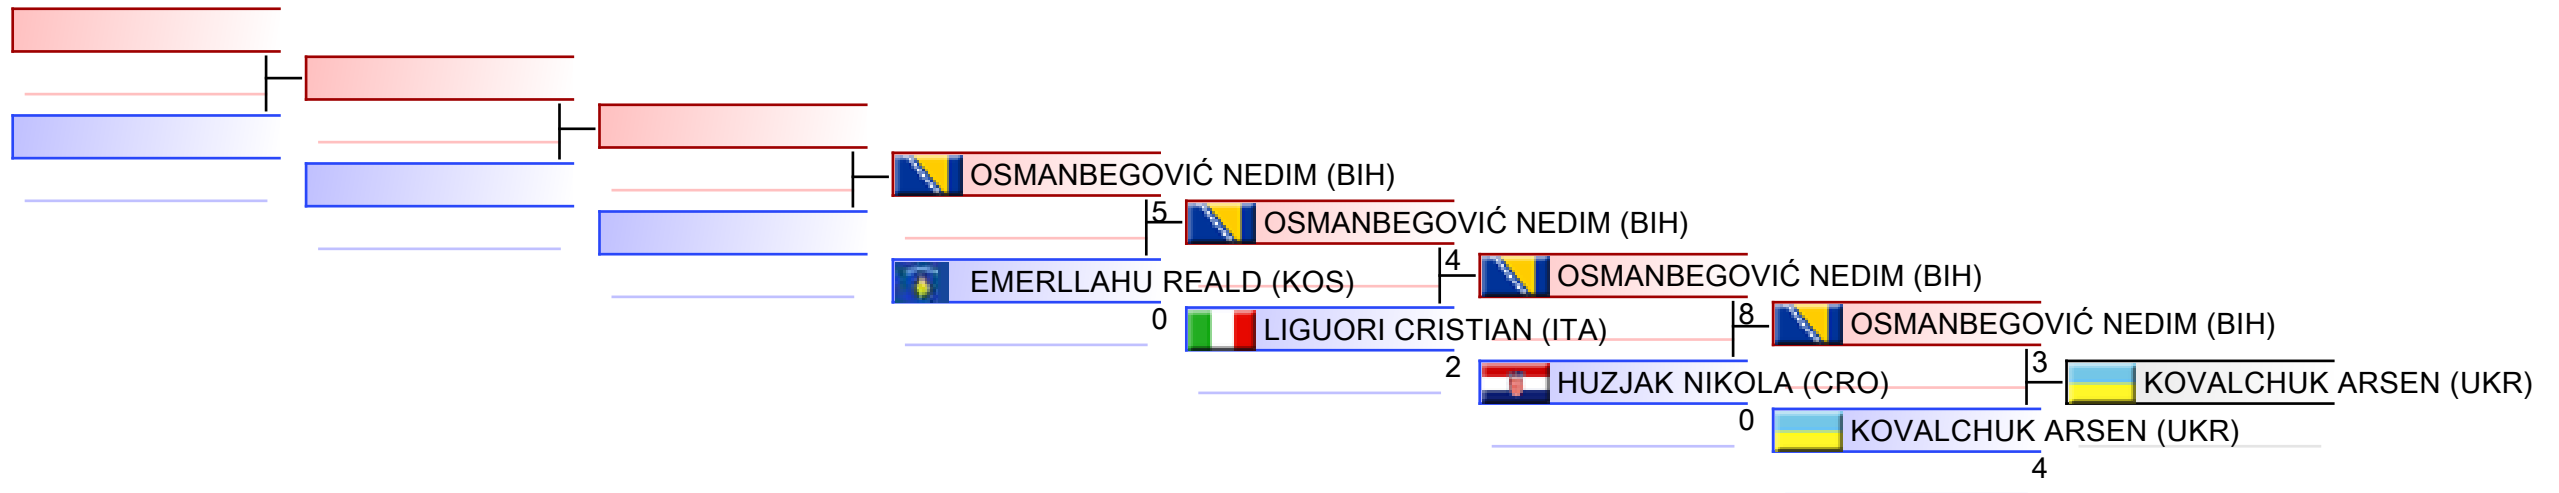 OSMANBEGOVIĆ NEDIM (BIH)
5
OSMANBEGOVIĆ NEDIM (BIH)
4
EMERLLAHU REALD (KOS)
OSMANBEGOVIĆ NEDIM (BIH)
0
LIGUORI CRISTIAN (ITA)
8
OSMANBEGOVIĆ NEDIM (BIH)
2
3
HUZJAK NIKOLA (CRO)
KOVALCHUK ARSEN (UKR)
0
KOVALCHUK ARSEN (UKR)
4